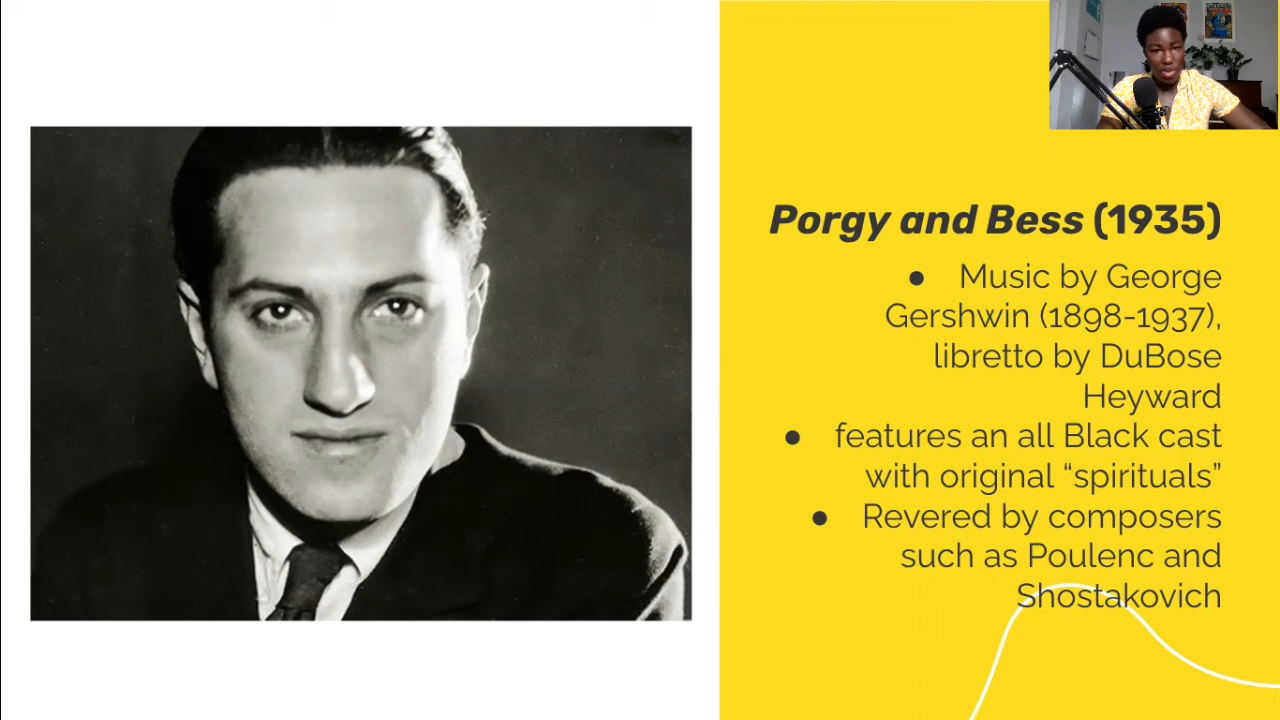 Porgy and Bess (1935)
● Music by George
Gershwin (1898-1937),
libretto by DuBose
Heyward
● features an all Black cast
with original “spirituals”
● Revered by composers
such as Poulenc and
Shostakovich